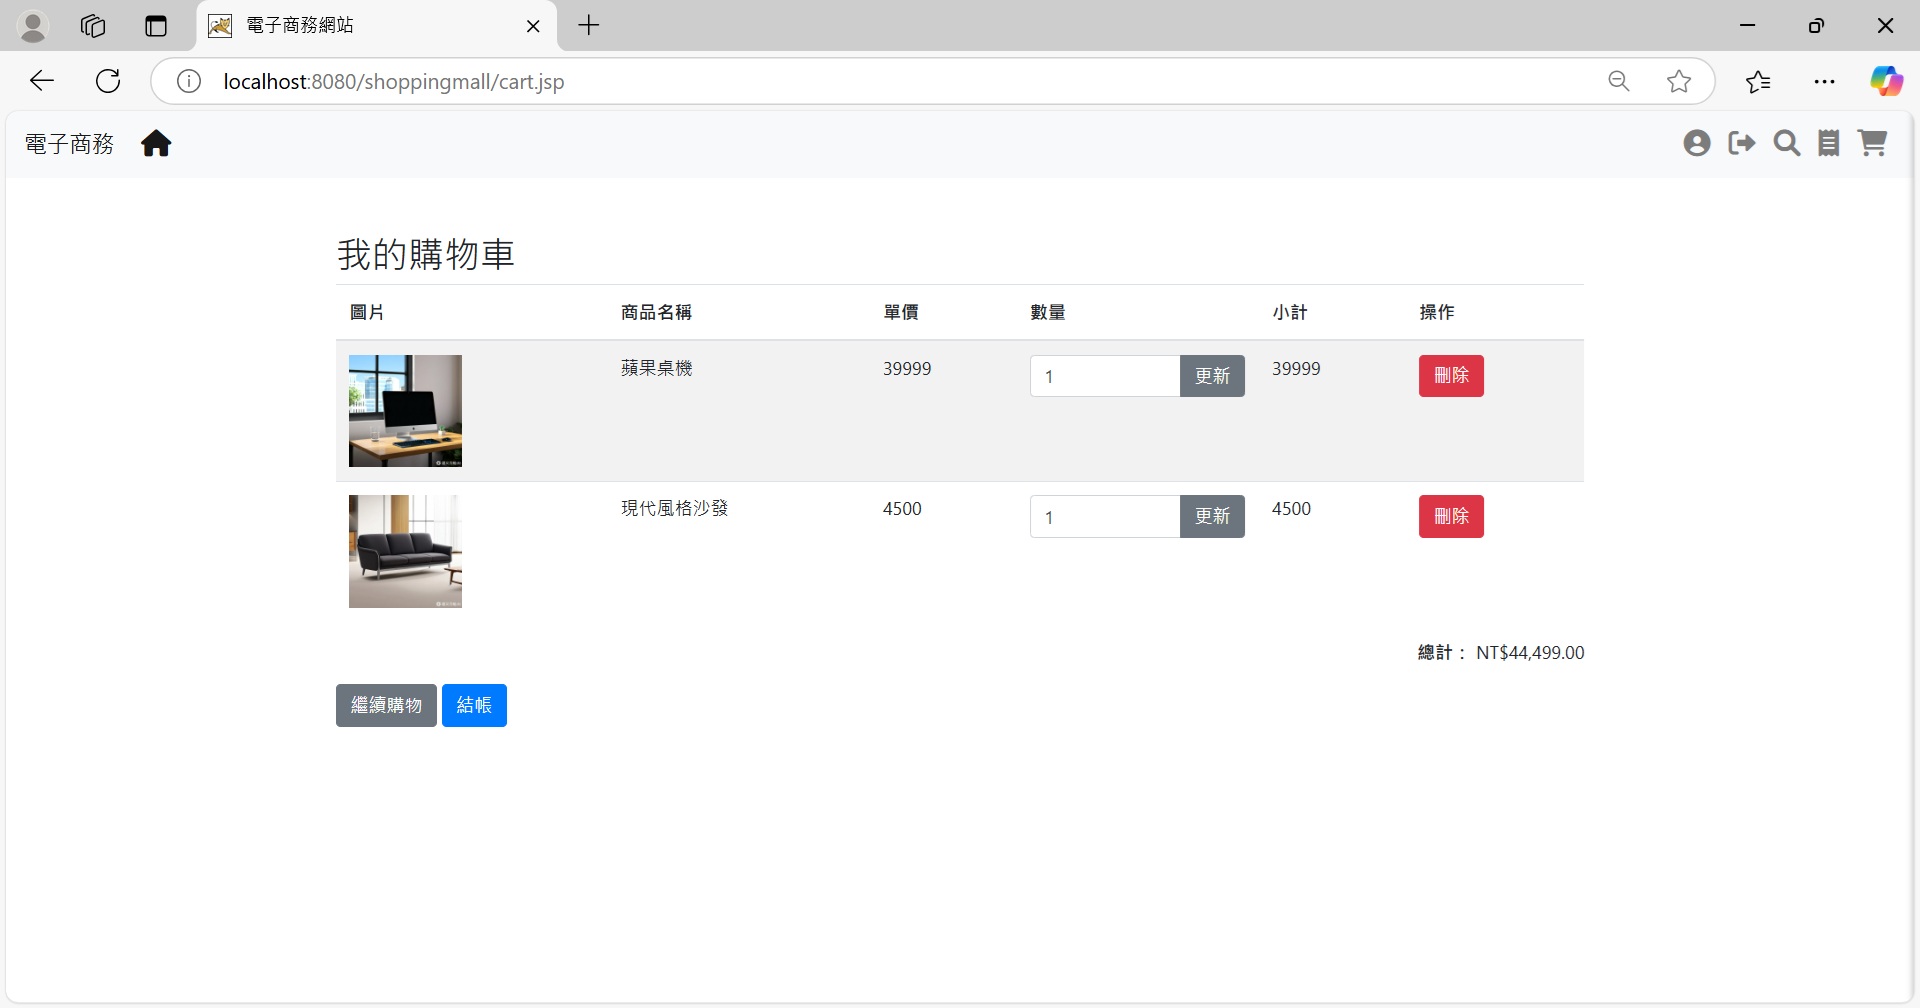 電子商務網站
localhost:8080/shoppingmall/cart.jsp
電子商務
我的購物車
圖片 商品名稱 單價 數量 小計 操作
蘋果桌機 39999 1 更新 39999 刪除
現代風格沙發 4500 1 更新 4500 刪除
總計： NT$44,499.00
繼續購物 結帳